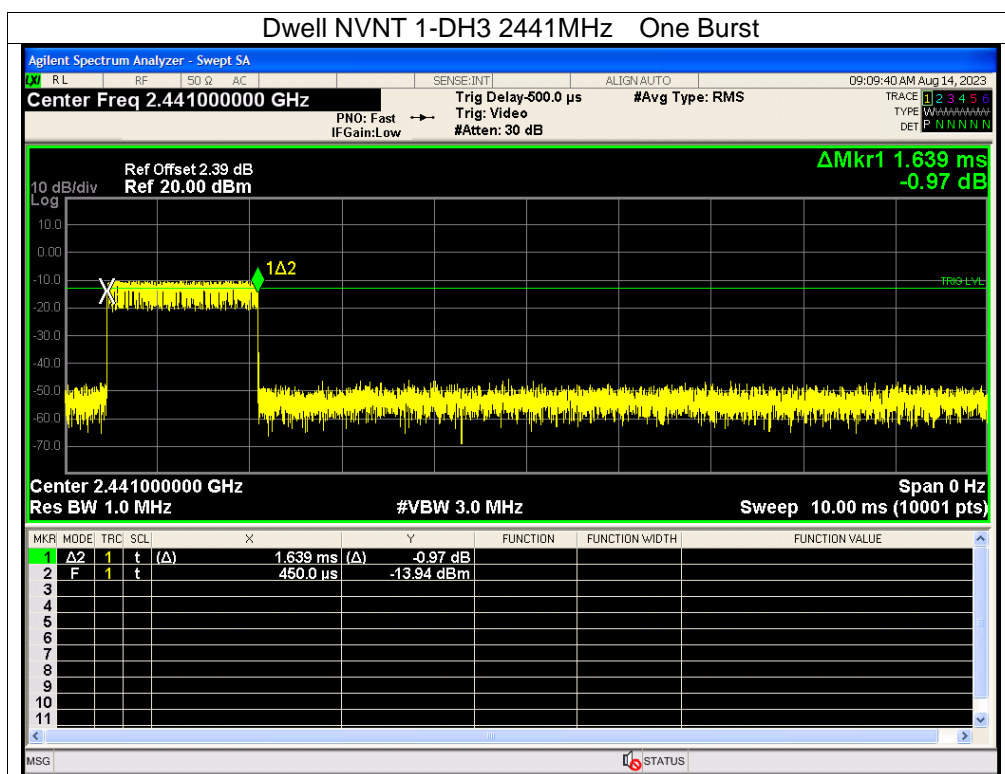 Dwell NVNT 1-DH3 2441MHz One Burst
Agilent Spectrum Analyzer - Swept SA
LXI RL RF 50 Ω AC SENSE:INT ALIGN AUTO 09:09:40 AM Aug 14, 2023
Center Freq 2.441000000 GHz Trig Delay-500.0 µs #Avg Type: RMS TRACE 1 2 3 4 5 6
PNO: Fast Trig: Video TYPE WWWWWW
IFGain:Low #Atten: 30 dB DET P N N N N N
ΔMkr1 1.639 ms
-0.97 dB
Ref Offset 2.39 dB
10 dB/div Ref 20.00 dBm
Log
10.0
0.00
1Δ2
-10.0
TRIG LVL
-20.0
-30.0
-40.0
-50.0
-60.0
-70.0
Center 2.441000000 GHz Span 0 Hz
Res BW 1.0 MHz #VBW 3.0 MHz Sweep 10.00 ms (10001 pts)
MKR MODE TRC SCL X Y FUNCTION FUNCTION WIDTH FUNCTION VALUE
1 Δ2 1 t (Δ) 1.639 ms (Δ) -0.97 dB
2 F 1 t 450.0 µs -13.94 dBm
3
4
5
6
7
8
9
10
11
MSG STATUS